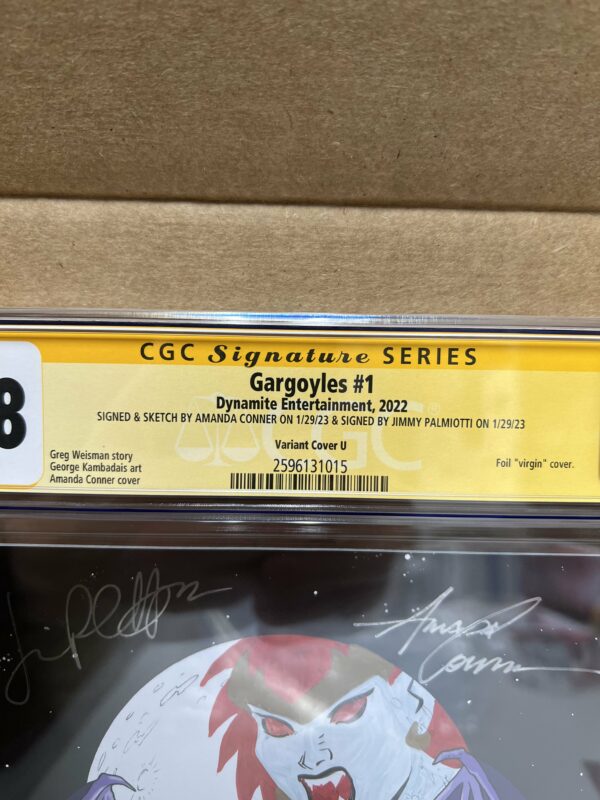 CGC Signature SERIES
Gargoyles #1
Dynamite Entertainment, 2022
SIGNED & SKETCH BY AMANDA CONNER ON 1/29/23 & SIGNED BY JIMMY PALMIOTTI ON 1/29/23
8
Variant Cover U
Greg Weisman story
George Kambadais art
Amanda Conner cover
2596131015
Foil "virgin" cover.
CGC